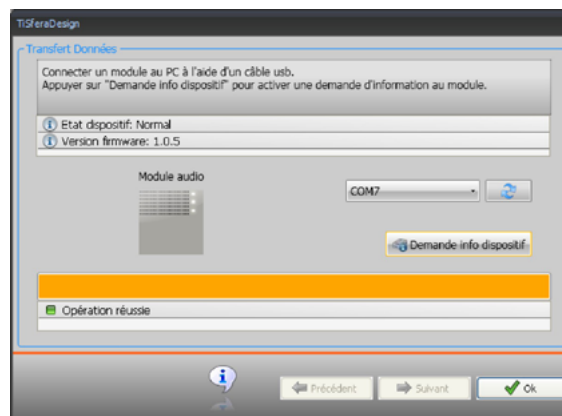 TiSferaDesign
Transfert Données
Connecter un module au PC à l'aide d'un câble usb.
Appuyer sur "Demande info dispositif" pour activer une demande d'information au module.
Etat dispositif: Normal
Version firmware: 1.0.5
Module audio
COM7
Demande info dispositif
Opération réussie
Précédent
Suivant
Ok